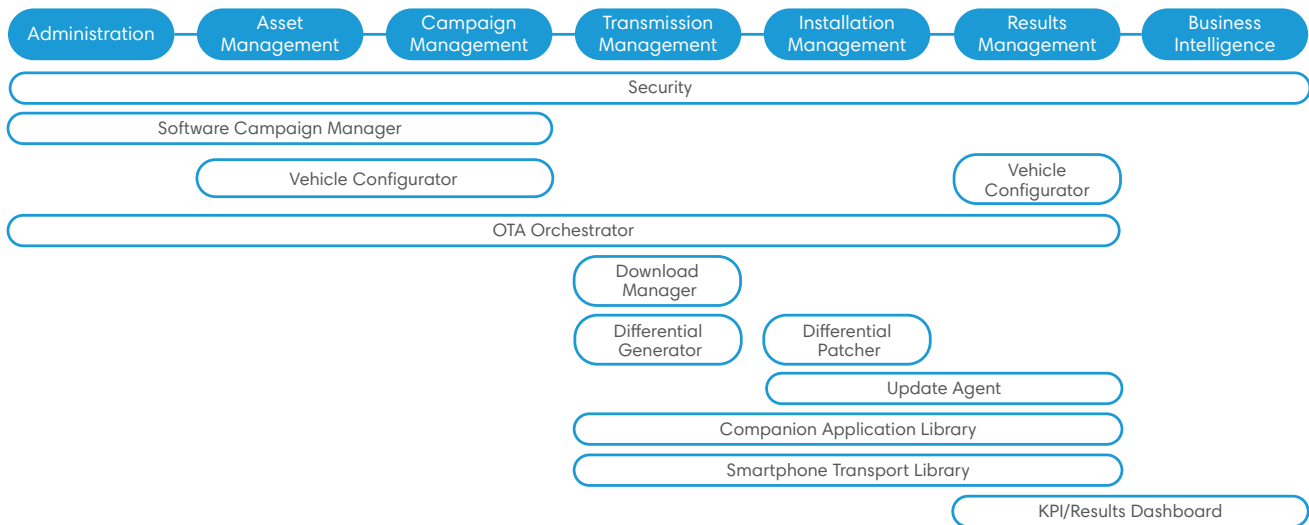 Administration
Asset
Management
Campaign
Management
Transmission
Management
Installation
Management
Results
Management
Business
Intelligence
Security
Software Campaign Manager
Vehicle Configurator
Vehicle
Configurator
OTA Orchestrator
Download
Manager
Differential
Generator
Differential
Patcher
Update Agent
Companion Application Library
Smartphone Transport Library
KPI/Results Dashboard